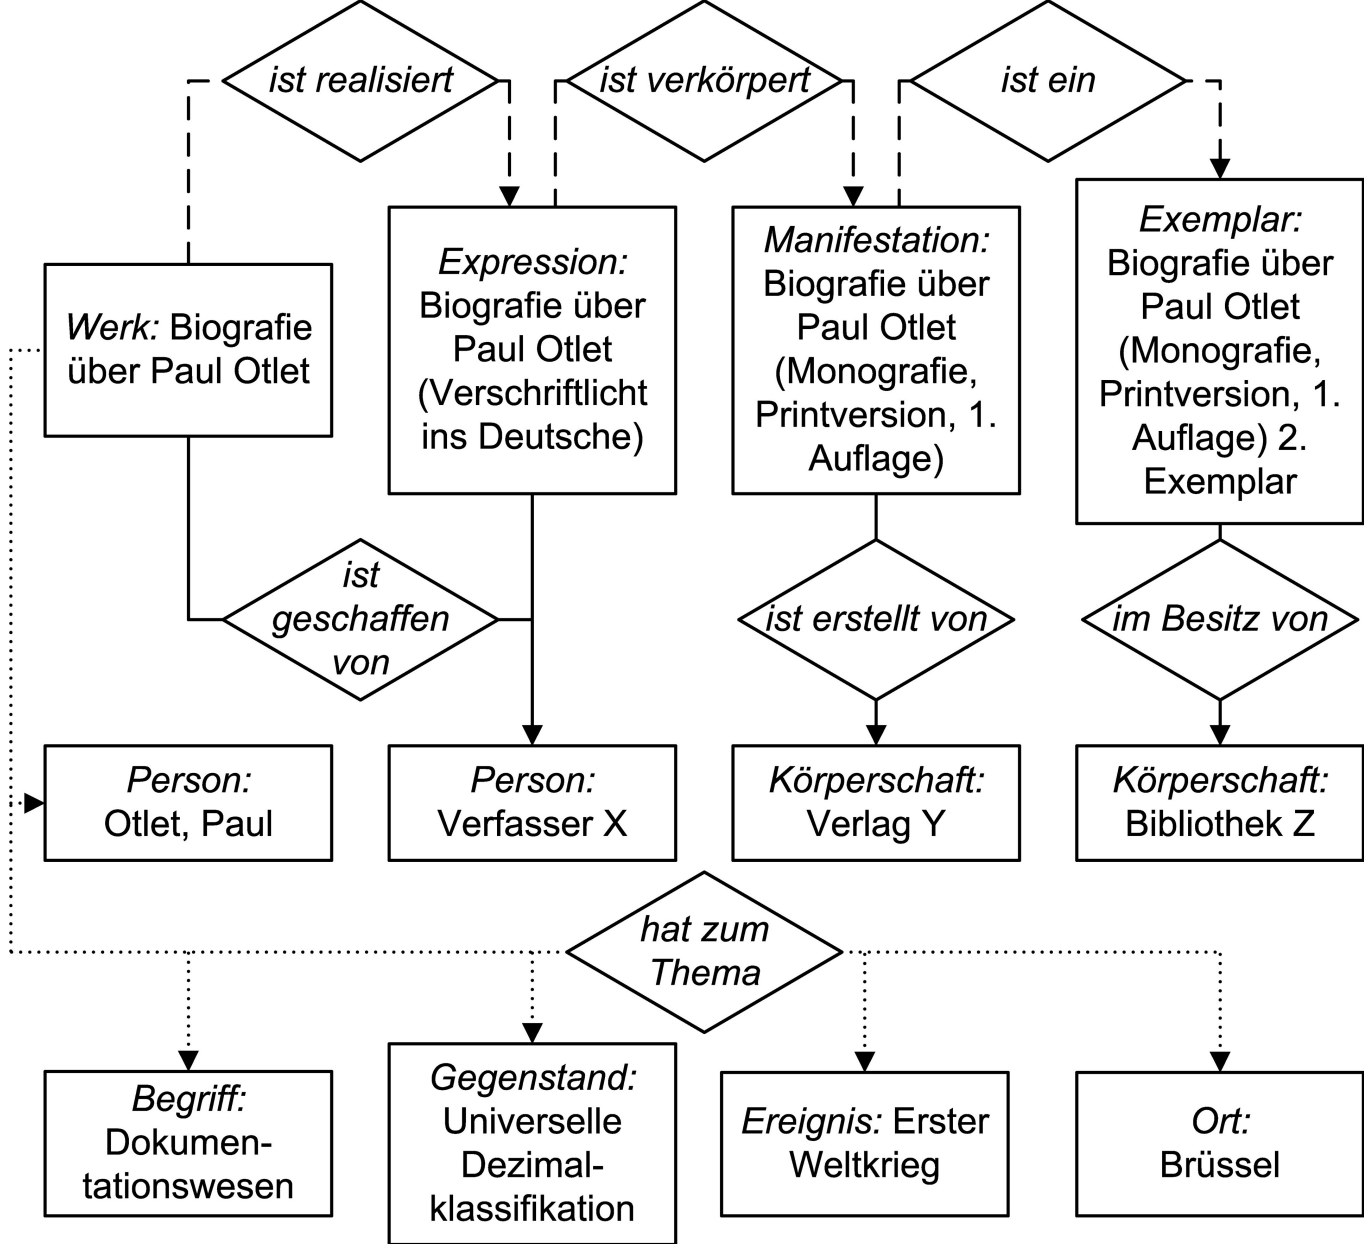 ist realisiert
ist verkörpert
ist ein
Werk: Biografie
über Paul Otlet
Expression:
Biografie über
Paul Otlet
(Verschriftlicht
ins Deutsche)
Manifestation:
Biografie über
Paul Otlet
(Monografie,
Printversion, 1.
Auflage)
Exemplar:
Biografie über
Paul Otlet
(Monografie,
Printversion, 1.
Auflage) 2.
Exemplar
ist
geschaffen
von
ist erstellt von
im Besitz von
Person:
Otlet, Paul
Person:
Verfasser X
Körperschaft:
Verlag Y
Körperschaft:
Bibliothek Z
hat zum
Thema
Begriff:
Dokumen-
tationswesen
Gegenstand:
Universelle
Dezimal-
klassifikation
Ereignis: Erster
Weltkrieg
Ort:
Brüssel